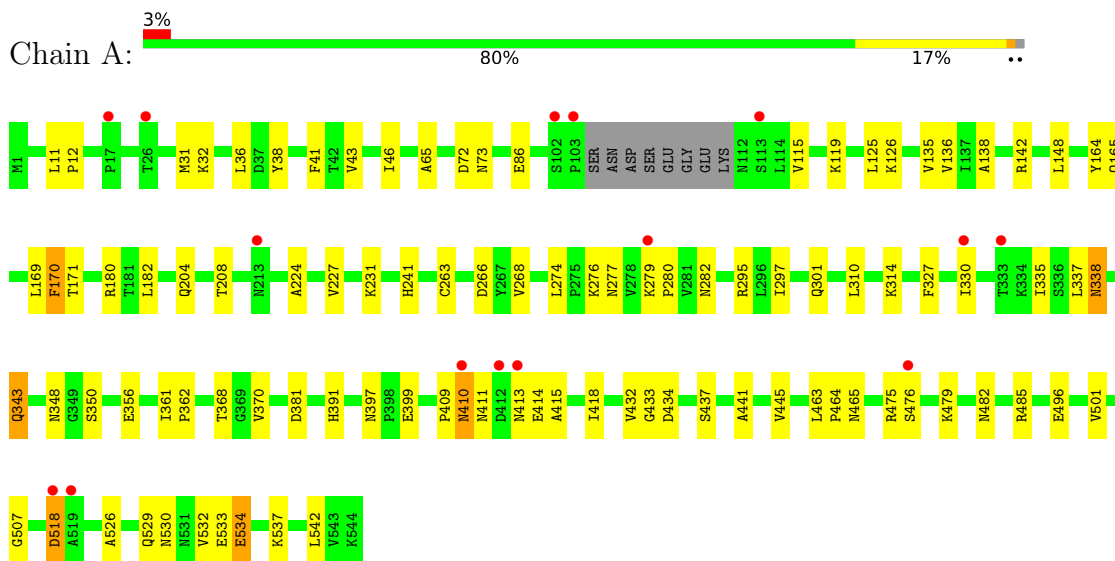 3%
Chain A:
80% 17% ••
M1 L11 P12 P17 T26 M31 K32 L36 D37 Y38 F41 T42 V43 I46 A65 D72 N73 E86 S102 P103 SER ASN ASP SER GLU GLY GLU LYS N112 S113 L114 V115 K119 L125 K126 V135 V136 I137 A138 R142 L148 Y164 Q165
L169 F170 T171 R180 T181 L182 Q204 T208 N213 A224 V227 K231 H241 C263 D266 Y267 V268 L274 P275 K276 N277 V278 K279 P280 V281 N282 R295 L296 I297 Q301 L310 K314 F327 I330 T333 K334 I335 S336 L337 N338
Q343 N348 G349 S350 E356 I361 P362 T368 G369 V370 D381 H391 N397 P398 E399 P409 N410 N411 D412 N413 E414 A415 I418 V432 G433 D434 S437 A441 V445 L463 P464 N465 R475 S476 K479 N482 R485 E496 V501
G507 D518 A519 A526 Q529 N530 N531 V532 E533 E534 K537 L542 V543 K544